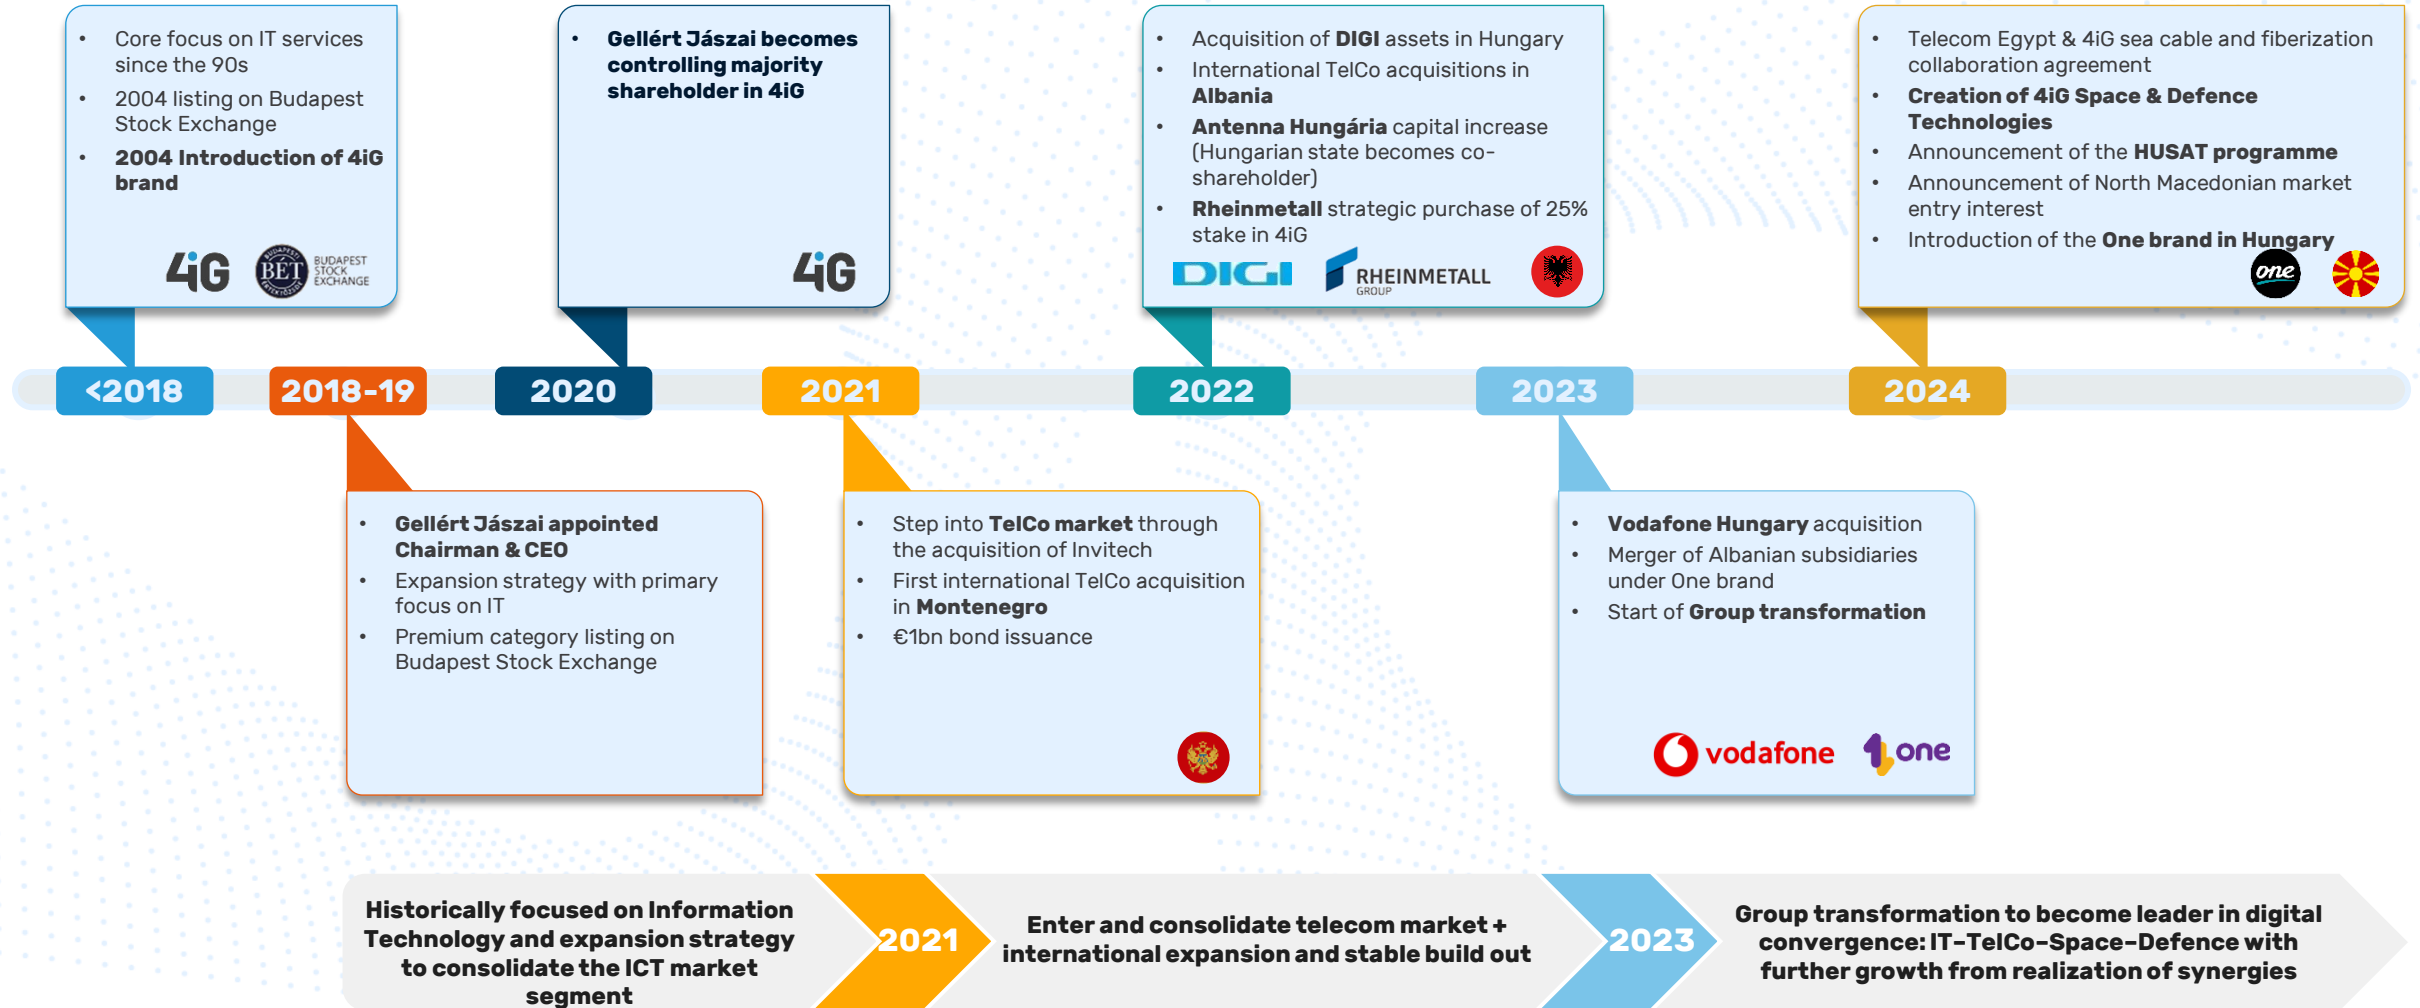 • Core focus on IT services
since the 90s
• 2004 listing on Budapest
Stock Exchange
• 2004 Introduction of 4iG
brand
4iG
BUDAPESTI
BÉT
ÉRTÉKTŐZSDE
BUDAPEST
STOCK
EXCHANGE
• Gellért Jászai becomes
controlling majority
shareholder in 4iG
4iG
• Acquisition of DIGI assets in Hungary
• International TelCo acquisitions in
Albania
• Antenna Hungária capital increase
(Hungarian state becomes co-
shareholder)
• Rheinmetall strategic purchase of 25%
stake in 4iG
DIGI
RHEINMETALL
GROUP
• Telecom Egypt & 4iG sea cable and fiberization
collaboration agreement
• Creation of 4iG Space & Defence
Technologies
• Announcement of the HUSAT programme
• Announcement of North Macedonian market
entry interest
• Introduction of the One brand in Hungary
one
<2018
2018-19
2020
2021
2022
2023
2024
• Gellért Jászai appointed
Chairman & CEO
• Expansion strategy with primary
focus on IT
• Premium category listing on
Budapest Stock Exchange
• Step into TelCo market through
the acquisition of Invitech
• First international TelCo acquisition
in Montenegro
• €1bn bond issuance
• Vodafone Hungary acquisition
• Merger of Albanian subsidiaries
under One brand
• Start of Group transformation
vodafone
one
Historically focused on Information
Technology and expansion strategy
to consolidate the ICT market
segment
2021
Enter and consolidate telecom market +
international expansion and stable build out
2023
Group transformation to become leader in digital
convergence: IT–TelCo–Space–Defence with
further growth from realization of synergies